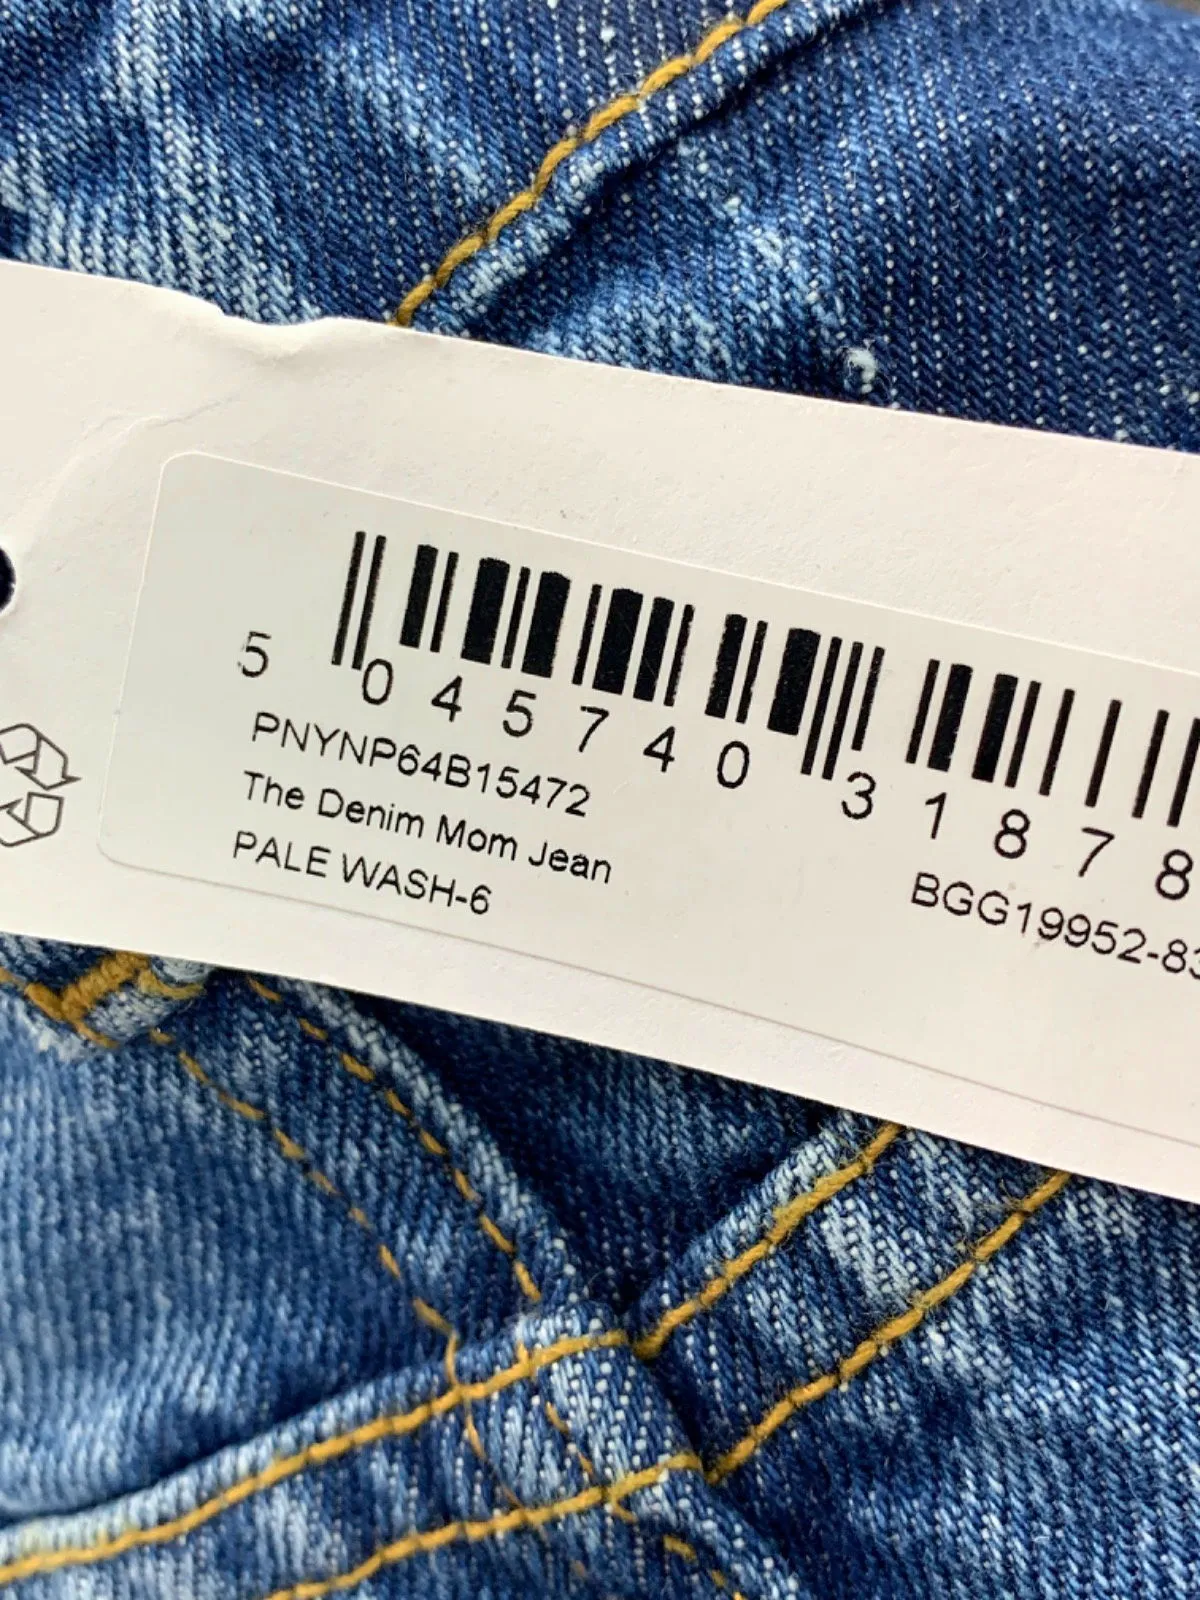 5 045740 31878
PNYNP64B15472
The Denim Mom Jean
PALE WASH-6
BGG19952-83